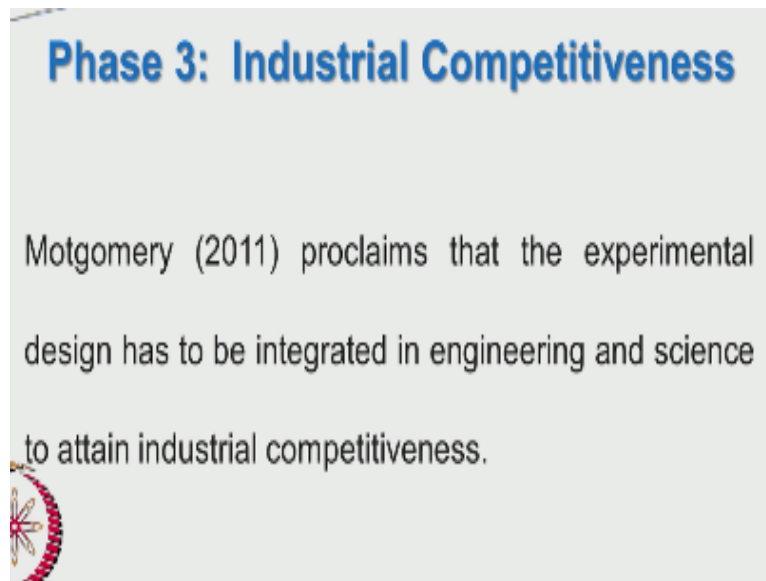 Phase 3: Industrial Competitiveness
Motgomery (2011) proclaims that the experimental
design has to be integrated in engineering and science
to attain industrial competitiveness.